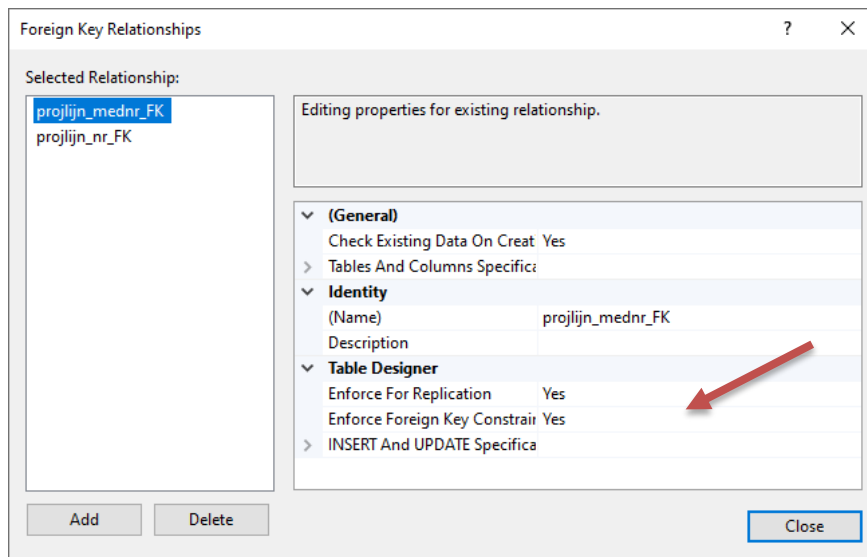 Foreign Key Relationships
?
Selected Relationship:
projlijn_mednr_FK
projlijn_nr_FK
Editing properties for existing relationship.
(General)
Check Existing Data On Creat Yes
Tables And Columns Specifica
Identity
(Name) projlijn_mednr_FK
Description
Table Designer
Enforce For Replication Yes
Enforce Foreign Key Constrain Yes
INSERT And UPDATE Specifica
Add Delete
Close